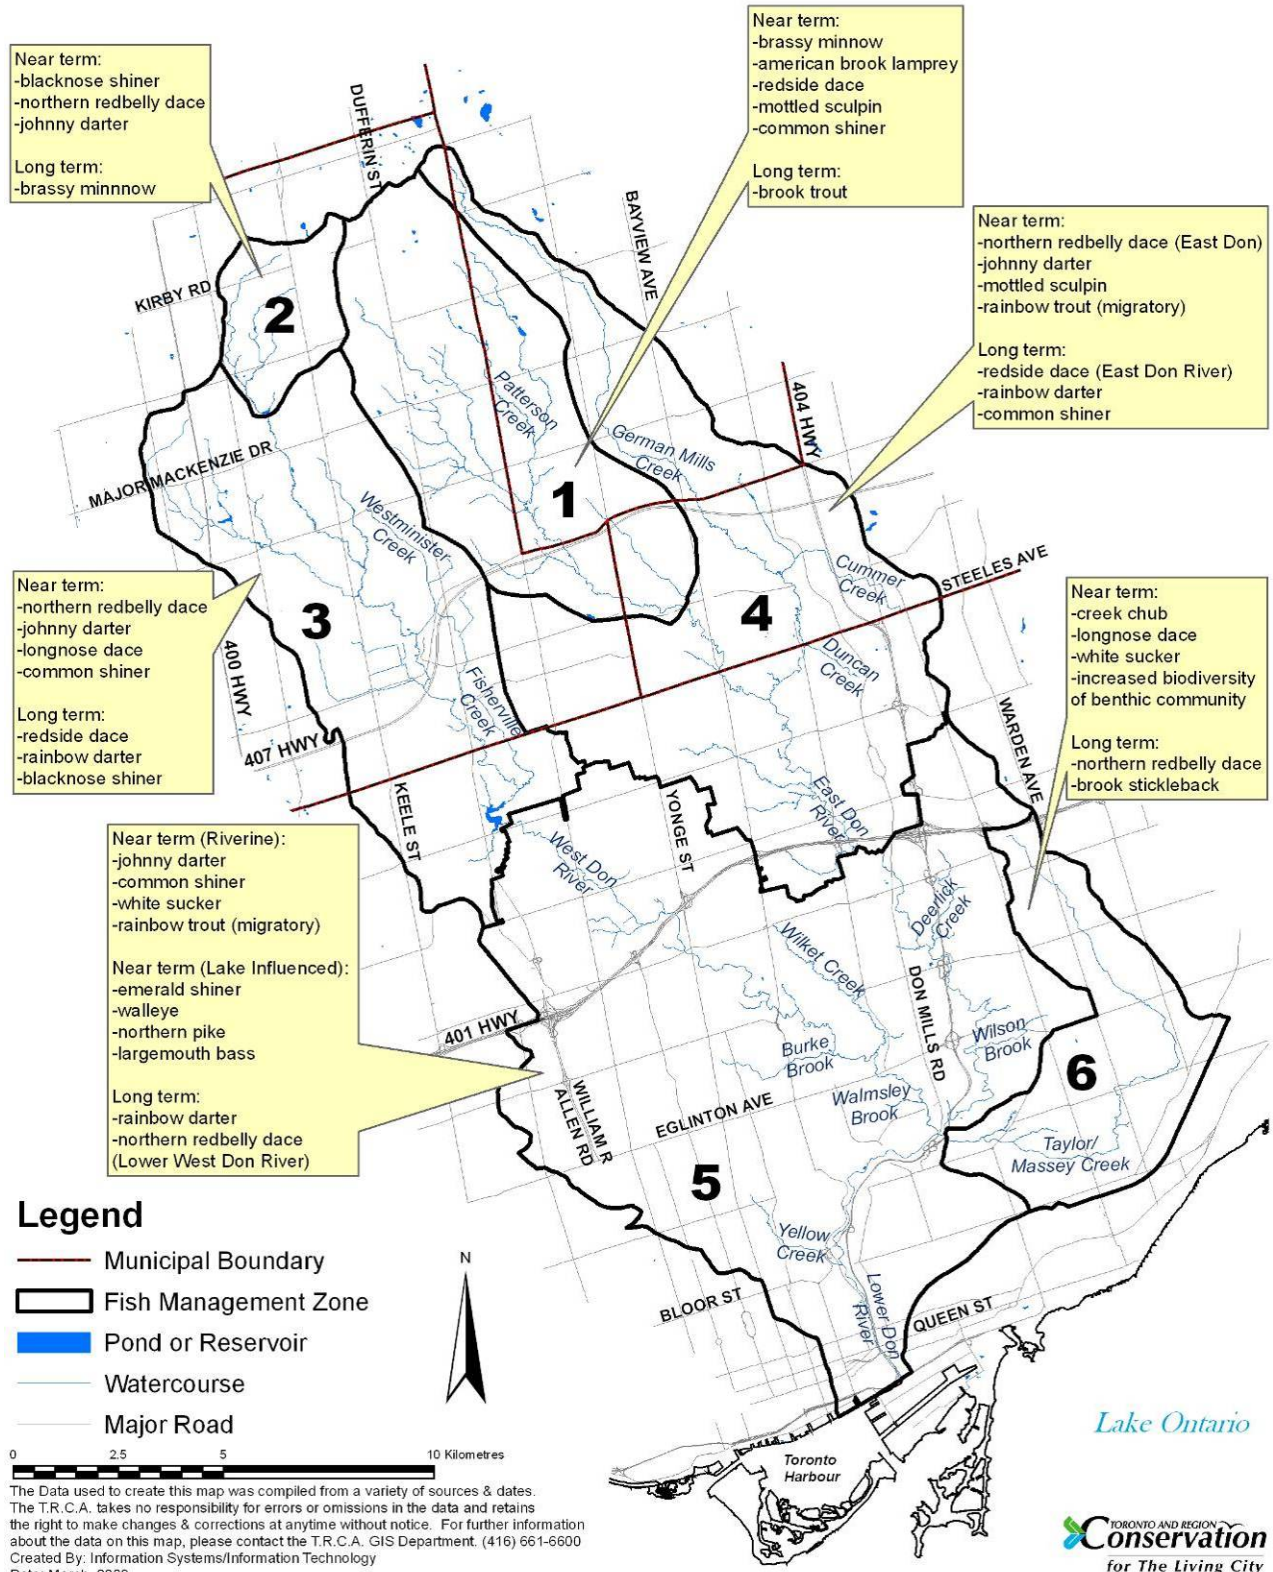 Near term:
-blacknose shiner
-northern redbelly dace
-johnny darter
Long term:
-brassy minnnow
Near term:
-brassy minnow
-american brook lamprey
-redside dace
-mottled sculpin
-common shiner
Long term:
-brook trout
Near term:
-northern redbelly dace (East Don)
-johnny darter
-mottled sculpin
-rainbow trout (migratory)
Long term:
-redside dace (East Don River)
-rainbow darter
-common shiner
DUFFERIN ST
BAYVIEW AVE
KIRBY RD
2
Patterson
Creek
404 HWY
German Mills
Creek
MAJOR MACKENZIE DR
1
Westminister
Creek
Cummer
Creek
STEELES AVE
Near term:
-northern redbelly dace
-johnny darter
-longnose dace
-common shiner
Long term:
-redside dace
-rainbow darter
-blacknose shiner
3
4
400 HWY
407 HWY
Fisherville
Creek
Duncan
Creek
Near term:
-creek chub
-longnose dace
-white sucker
-increased biodiversity
of benthic community
Long term:
-northern redbelly dace
-brook stickleback
WARDEN AVE
KEELE ST
YONGE ST
East Don
River
West Don
River
Near term (Riverine):
-johnny darter
-common shiner
-white sucker
-rainbow trout (migratory)
Near term (Lake Influenced):
-emerald shiner
-walleye
-northern pike
-largemouth bass
Long term:
-rainbow darter
-northern redbelly dace
(Lower West Don River)
Deerlick
Creek
Wilket Creek
DON MILLS RD
401 HWY
Wilson
Brook
Burke
Brook
6
WILLIAM R
ALLEN RD
Walmsley
Brook
EGLINTON AVE
Taylor/
Massey Creek
5
Yellow
Creek
Lower Don
River
BLOOR ST
QUEEN ST
Legend
Municipal Boundary
Fish Management Zone
Pond or Reservoir
Watercourse
Major Road
N
0 2.5 5 10 Kilometres
Lake Ontario
Toronto
Harbour
The Data used to create this map was compiled from a variety of sources & dates.
The T.R.C.A. takes no responsibility for errors or omissions in the data and retains
the right to make changes & corrections at anytime without notice. For further information
about the data on this map, please contact the T.R.C.A. GIS Department. (416) 661-6600
Created By: Information Systems/Information Technology
TORONTO AND REGION
Conservation
for The Living City